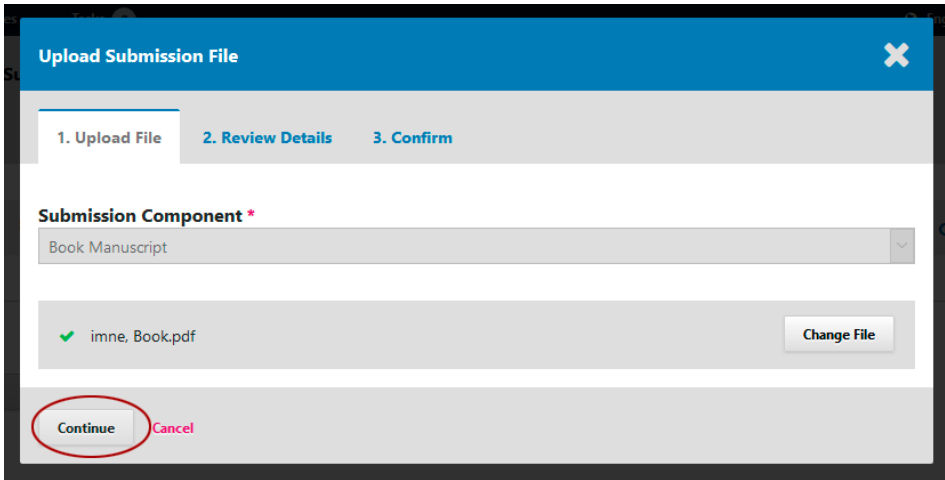 Tasks
Upload Submission File
1. Upload File 2. Review Details 3. Confirm
Submission Component *
Book Manuscript
imne, Book.pdf
Change File
Continue
Cancel